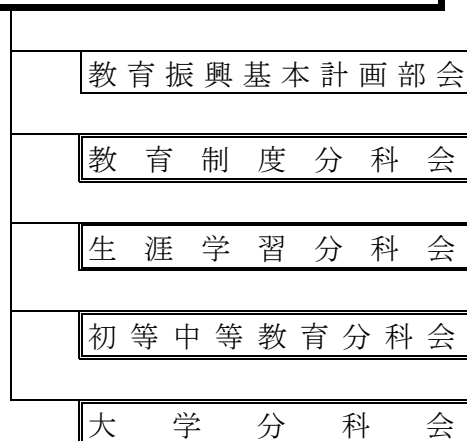 教育振興基本計画部会
教育制度分科会
生涯学習分科会
初等中等教育分科会
大学分科会